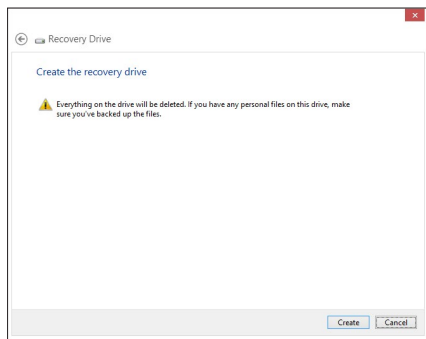 Recovery Drive
Create the recovery drive
Everything on the drive will be deleted. If you have any personal files on this drive, make
sure you've backed up the files.
Create Cancel